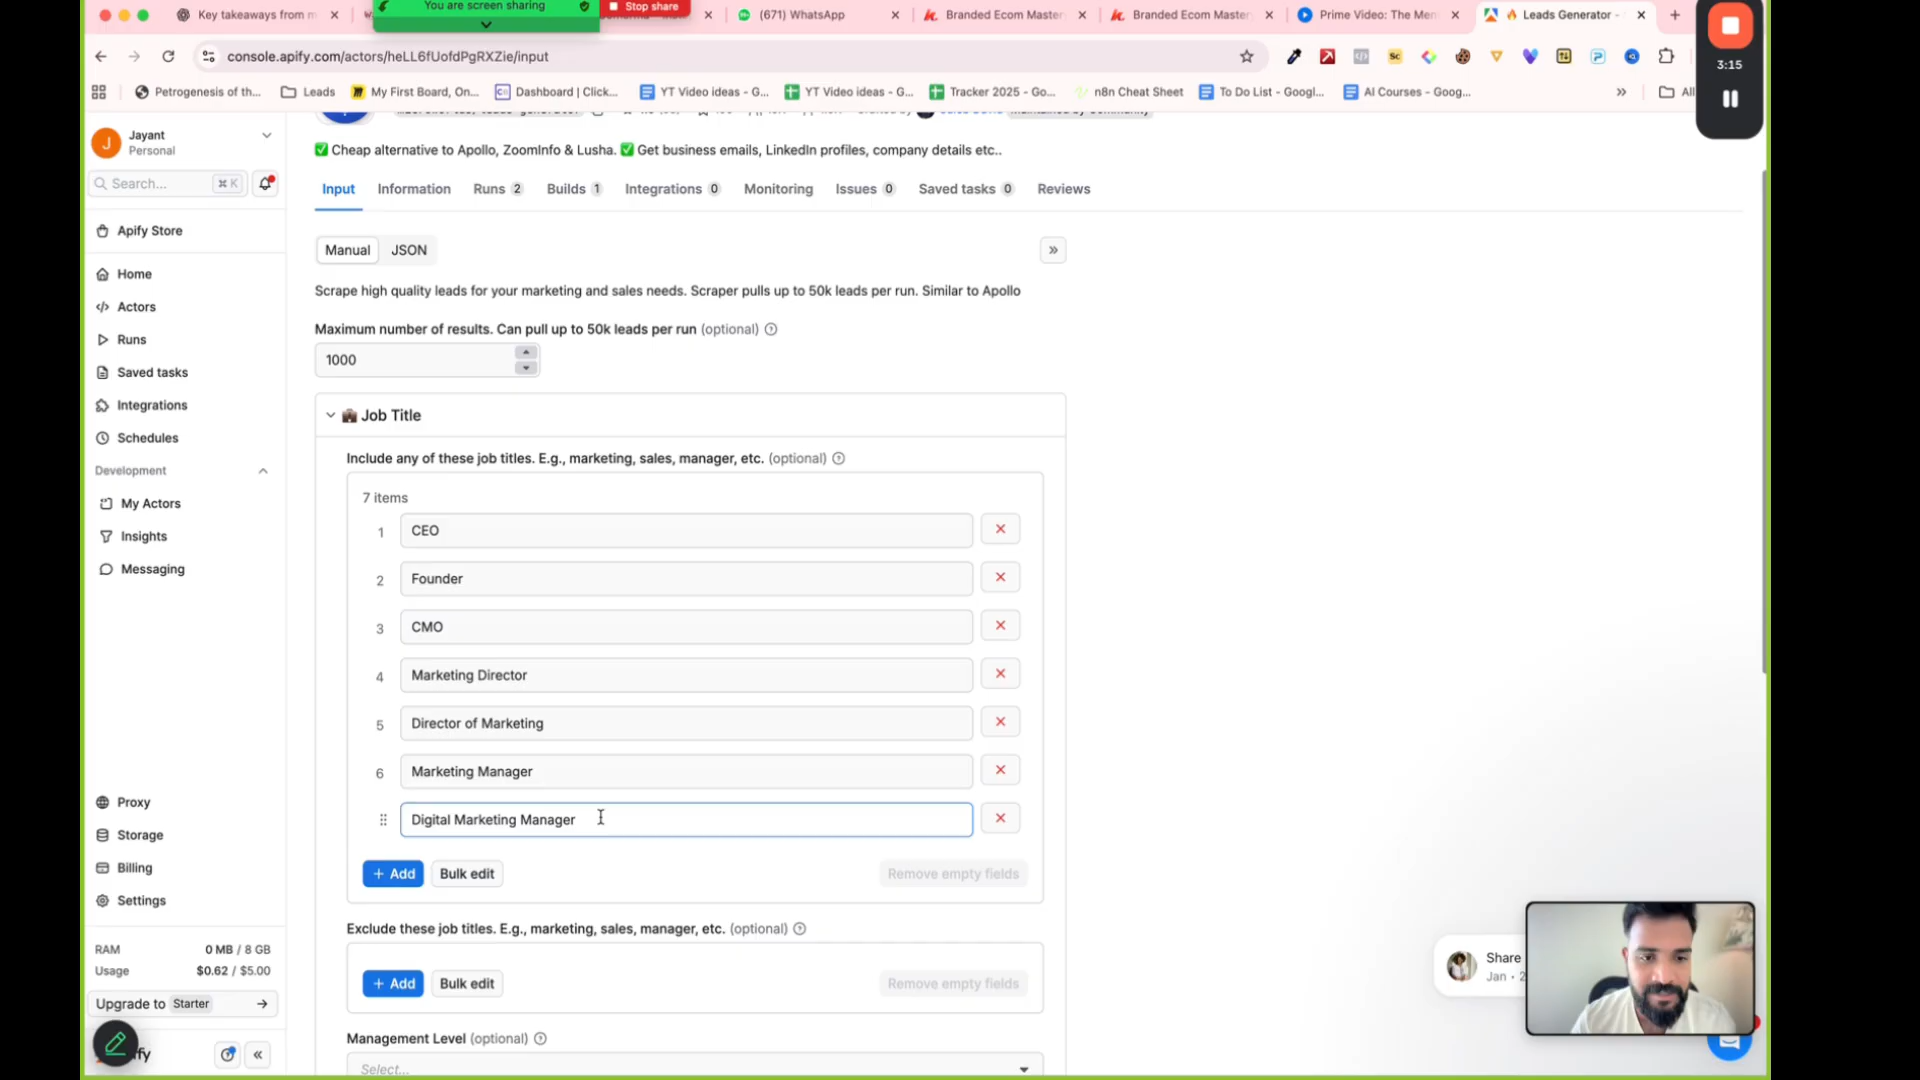 You are screen sharing
Stop share
Key takeaways from m
(671) WhatsApp
Branded Ecom Master
Branded Ecom Master
Prime Video: The Men
Leads Generator -
3:15
console.apify.com/actors/heLL6fUofdPgRXZie/input
Petrogenesis of th...
Leads
My First Board, On...
Dashboard | Click...
YT Video ideas - G...
YT Video ideas - G...
Tracker 2025 - Go...
n8n Cheat Sheet
To Do List - Googl...
AI Courses - Goog...
»
All
Jayant
Personal
✅ Cheap alternative to Apollo, ZoomInfo & Lusha. ✅ Get business emails, LinkedIn profiles, company details etc..
Search...
⌘ K
Input
Information
Runs 2
Builds 1
Integrations 0
Monitoring
Issues 0
Saved tasks 0
Reviews
Apify Store
Manual
JSON
Home
Scrape high quality leads for your marketing and sales needs. Scraper pulls up to 50k leads per run. Similar to Apollo
Actors
Maximum number of results. Can pull up to 50k leads per run (optional)
Runs
1000
Saved tasks
Integrations
Job Title
Schedules
Include any of these job titles. E.g., marketing, sales, manager, etc. (optional)
Development
7 items
My Actors
1 CEO
Insights
Messaging
2 Founder
3 CMO
4 Marketing Director
5 Director of Marketing
6 Marketing Manager
Proxy
Digital Marketing Manager
Storage
Billing
+ Add
Bulk edit
Remove empty fields
Settings
Exclude these job titles. E.g., marketing, sales, manager, etc. (optional)
RAM 0 MB / 8 GB
Usage $0.62 / $5.00
+ Add
Bulk edit
Remove empty fields
Share
Jan • 2
Upgrade to Starter
Management Level (optional)
Select...